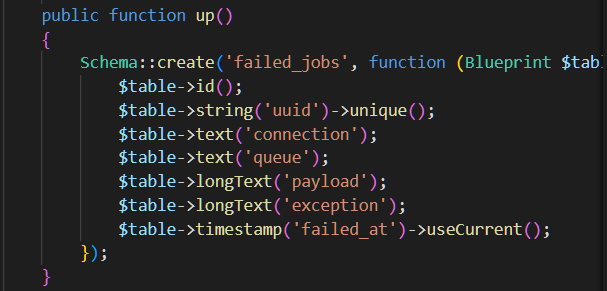 public function up()
{
Schema::create('failed_jobs', function (Blueprint $tabl
$table->id();
$table->string('uuid')->unique();
$table->text('connection');
$table->text('queue');
$table->longText('payload');
$table->longText('exception');
$table->timestamp('failed_at')->useCurrent();
});
}